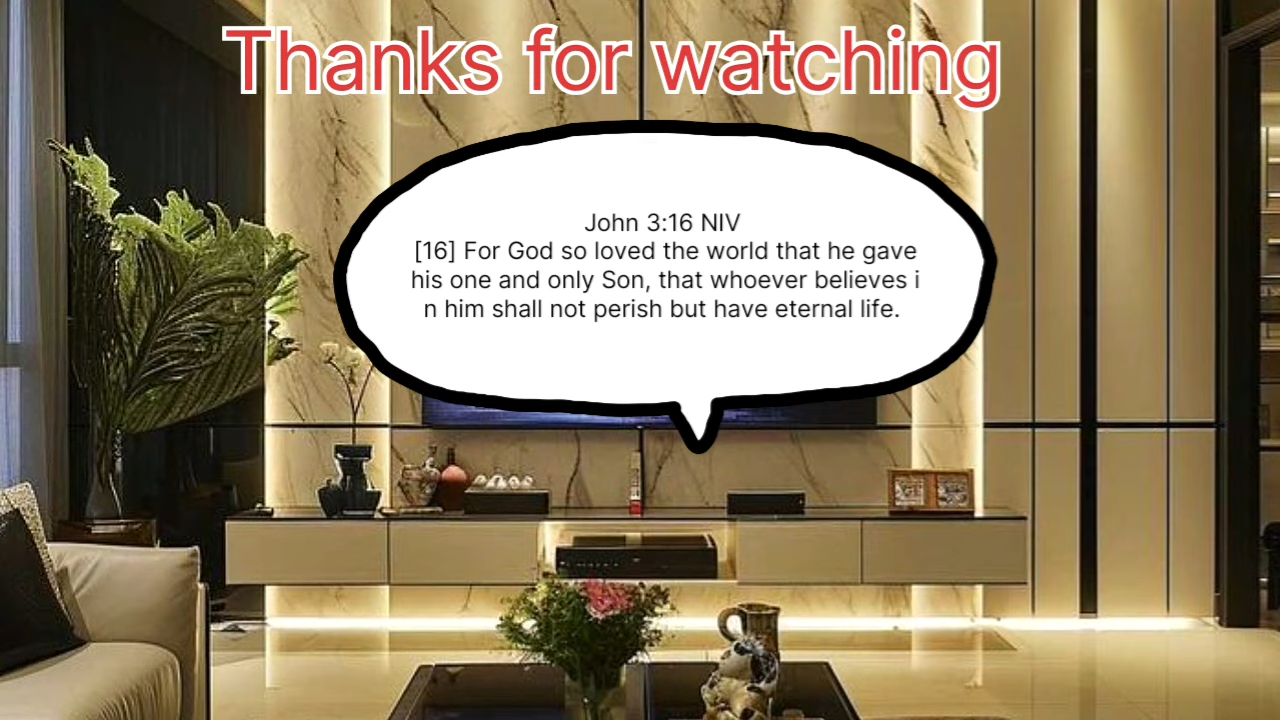 Thanks for watching
John 3:16 NIV
[16] For God so loved the world that he gave
his one and only Son, that whoever believes i
n him shall not perish but have eternal life.